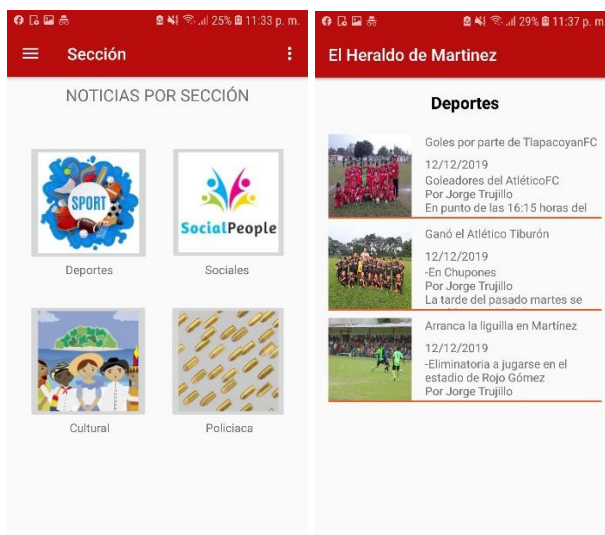 25% 11:33 p. m.
Sección
NOTICIAS POR SECCIÓN
SPORT
SocialPeople
Deportes
Sociales
Cultural
Policiaca
29% 11:37 p. m
El Heraldo de Martinez
Deportes
Goles por parte de TlapacoyanFC
12/12/2019
Goleadores del AtléticoFC
Por Jorge Trujillo
En punto de las 16:15 horas del
Ganó el Atlético Tiburón
12/12/2019
-En Chupones
Por Jorge Trujillo
La tarde del pasado martes se
Arranca la liguilla en Martínez
12/12/2019
-Eliminatoria a jugarse en el
estadio de Rojo Gómez
Por Jorge Trujillo